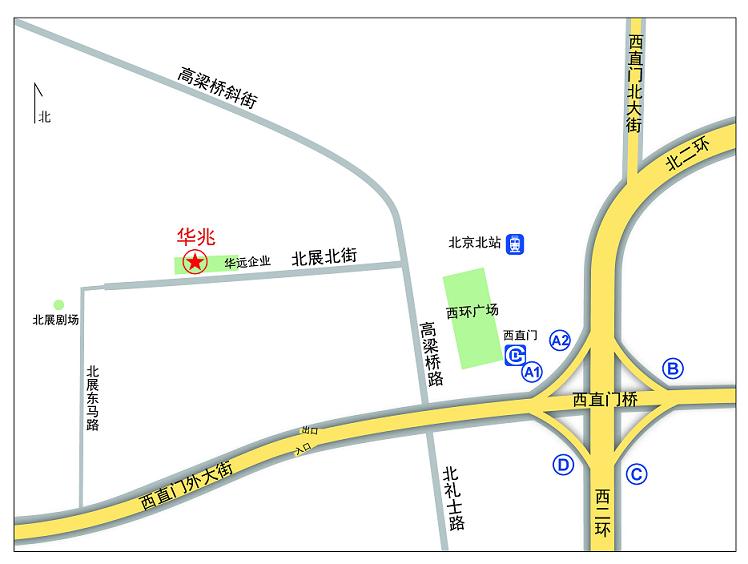 西直门北大街
高梁桥斜街
北
北二环
华兆
北京北站
北展北街
华远企业
西环广场
北展剧场
高梁桥路
西直门
A2
A1
B
北展东马路
西直门桥
出口
入口
西直门外大街
D
C
北礼士路
西二环